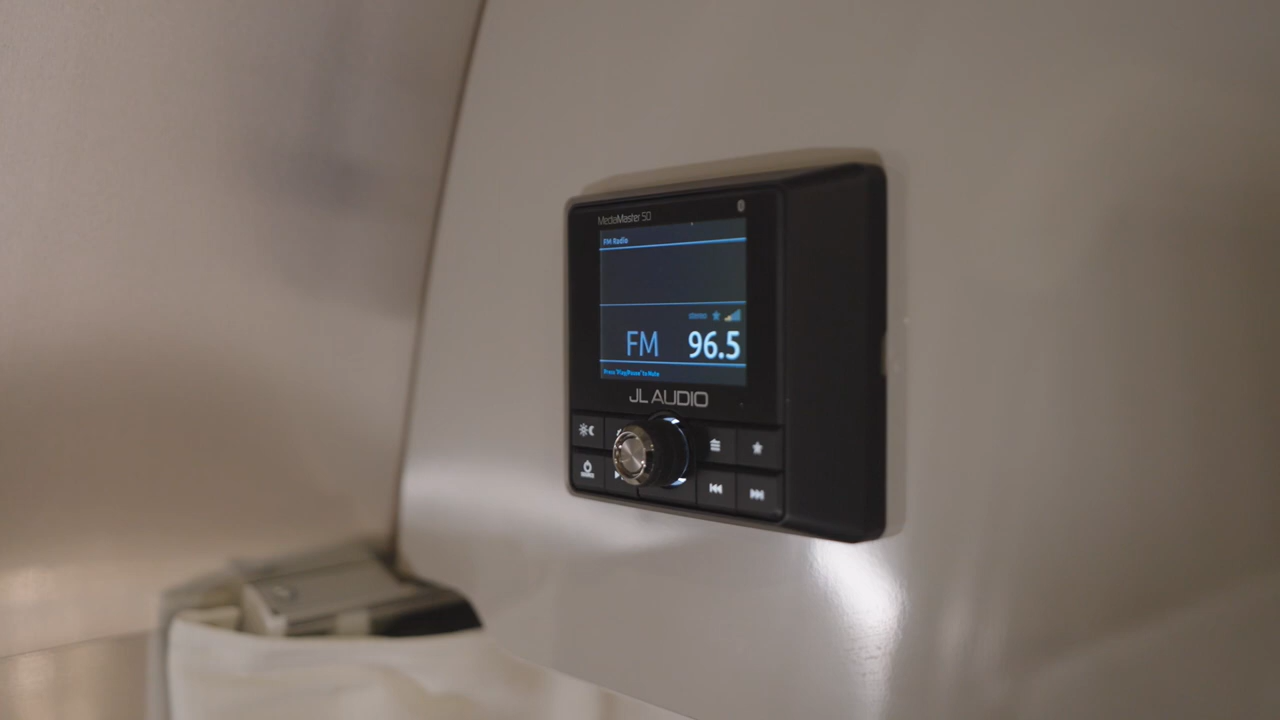 MediaMaster 50
FM Radio
stereo
FM 96.5
Press 'Play/Pause' to Mute
JL AUDIO